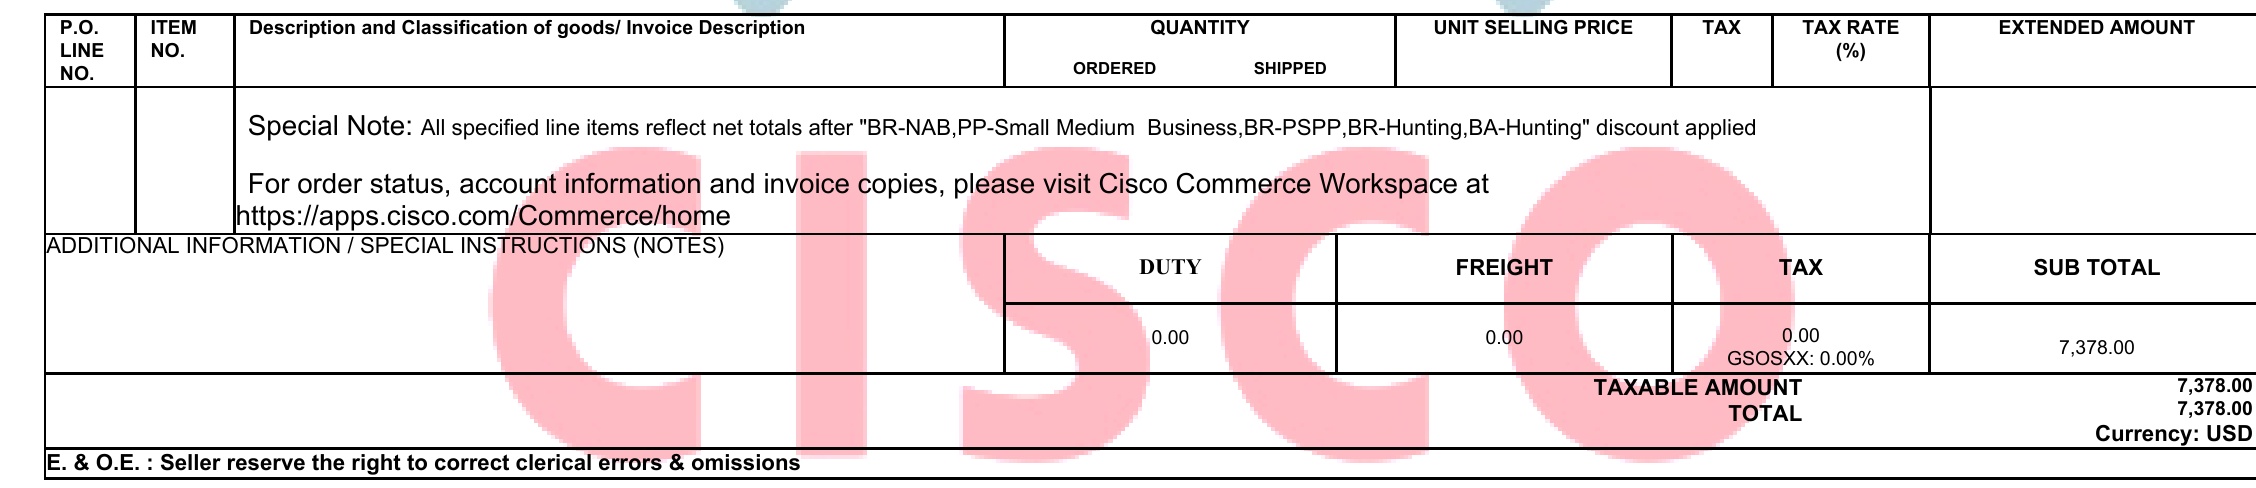 P.O. LINE NO. ITEM NO. Description and Classification of goods/ Invoice Description QUANTITY ORDERED SHIPPED UNIT SELLING PRICE TAX TAX RATE (%) EXTENDED AMOUNT
Special Note: All specified line items reflect net totals after "BR-NAB,PP-Small Medium  Business,BR-PSPP,BR-Hunting,BA-Hunting" discount applied
For order status, account information and invoice copies, please visit Cisco Commerce Workspace at
https://apps.cisco.com/Commerce/home
ADDITIONAL INFORMATION / SPECIAL INSTRUCTIONS (NOTES)
DUTY FREIGHT TAX SUB TOTAL
0.00 0.00 0.00 7,378.00
GSOSXX: 0.00%
TAXABLE AMOUNT 7,378.00
TOTAL 7,378.00
Currency: USD
E. & O.E. : Seller reserve the right to correct clerical errors & omissions
CISCO